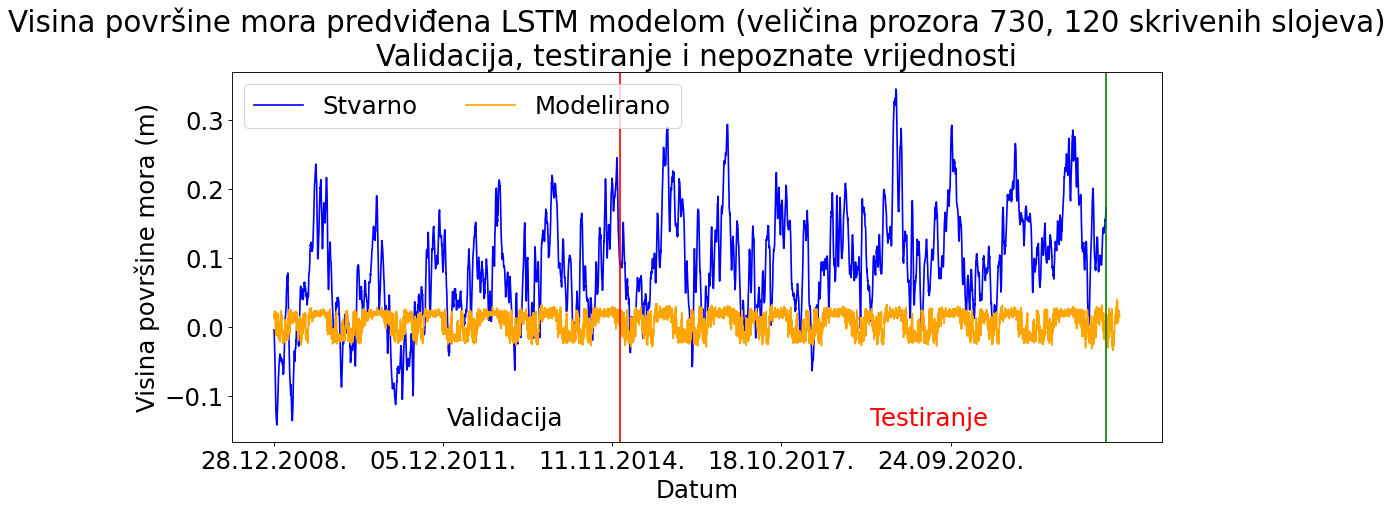 Visina površine mora predviđena LSTM modelom (veličina prozora 730, 120 skrivenih slojeva)
Validacija, testiranje i nepoznate vrijednosti
Stvarno
Modelirano
Visina površine mora (m)
0.3
0.2
0.1
0.0
−0.1
Validacija
Testiranje
28.12.2008.
05.12.2011.
11.11.2014.
18.10.2017.
24.09.2020.
Datum